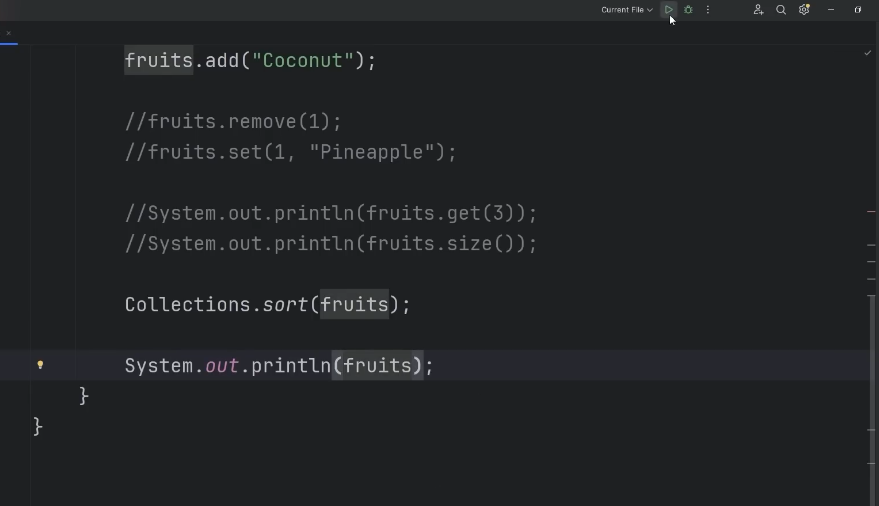 Current File
fruits.add("Coconut");
//fruits.remove(1);
//fruits.set(1, "Pineapple");
//System.out.println(fruits.get(3));
//System.out.println(fruits.size());
Collections.sort(fruits);
System.out.println(fruits);
}
}